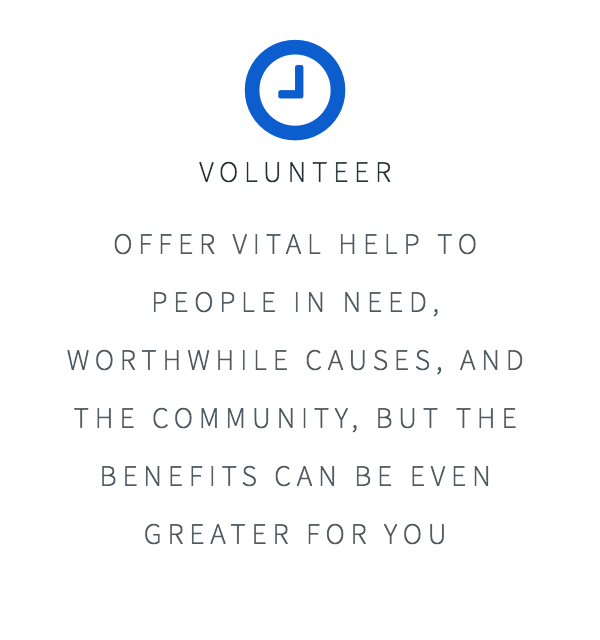 VOLUNTEER
OFFER VITAL HELP TO
PEOPLE IN NEED,
WORTHWHILE CAUSES, AND
THE COMMUNITY, BUT THE
BENEFITS CAN BE EVEN
GREATER FOR YOU